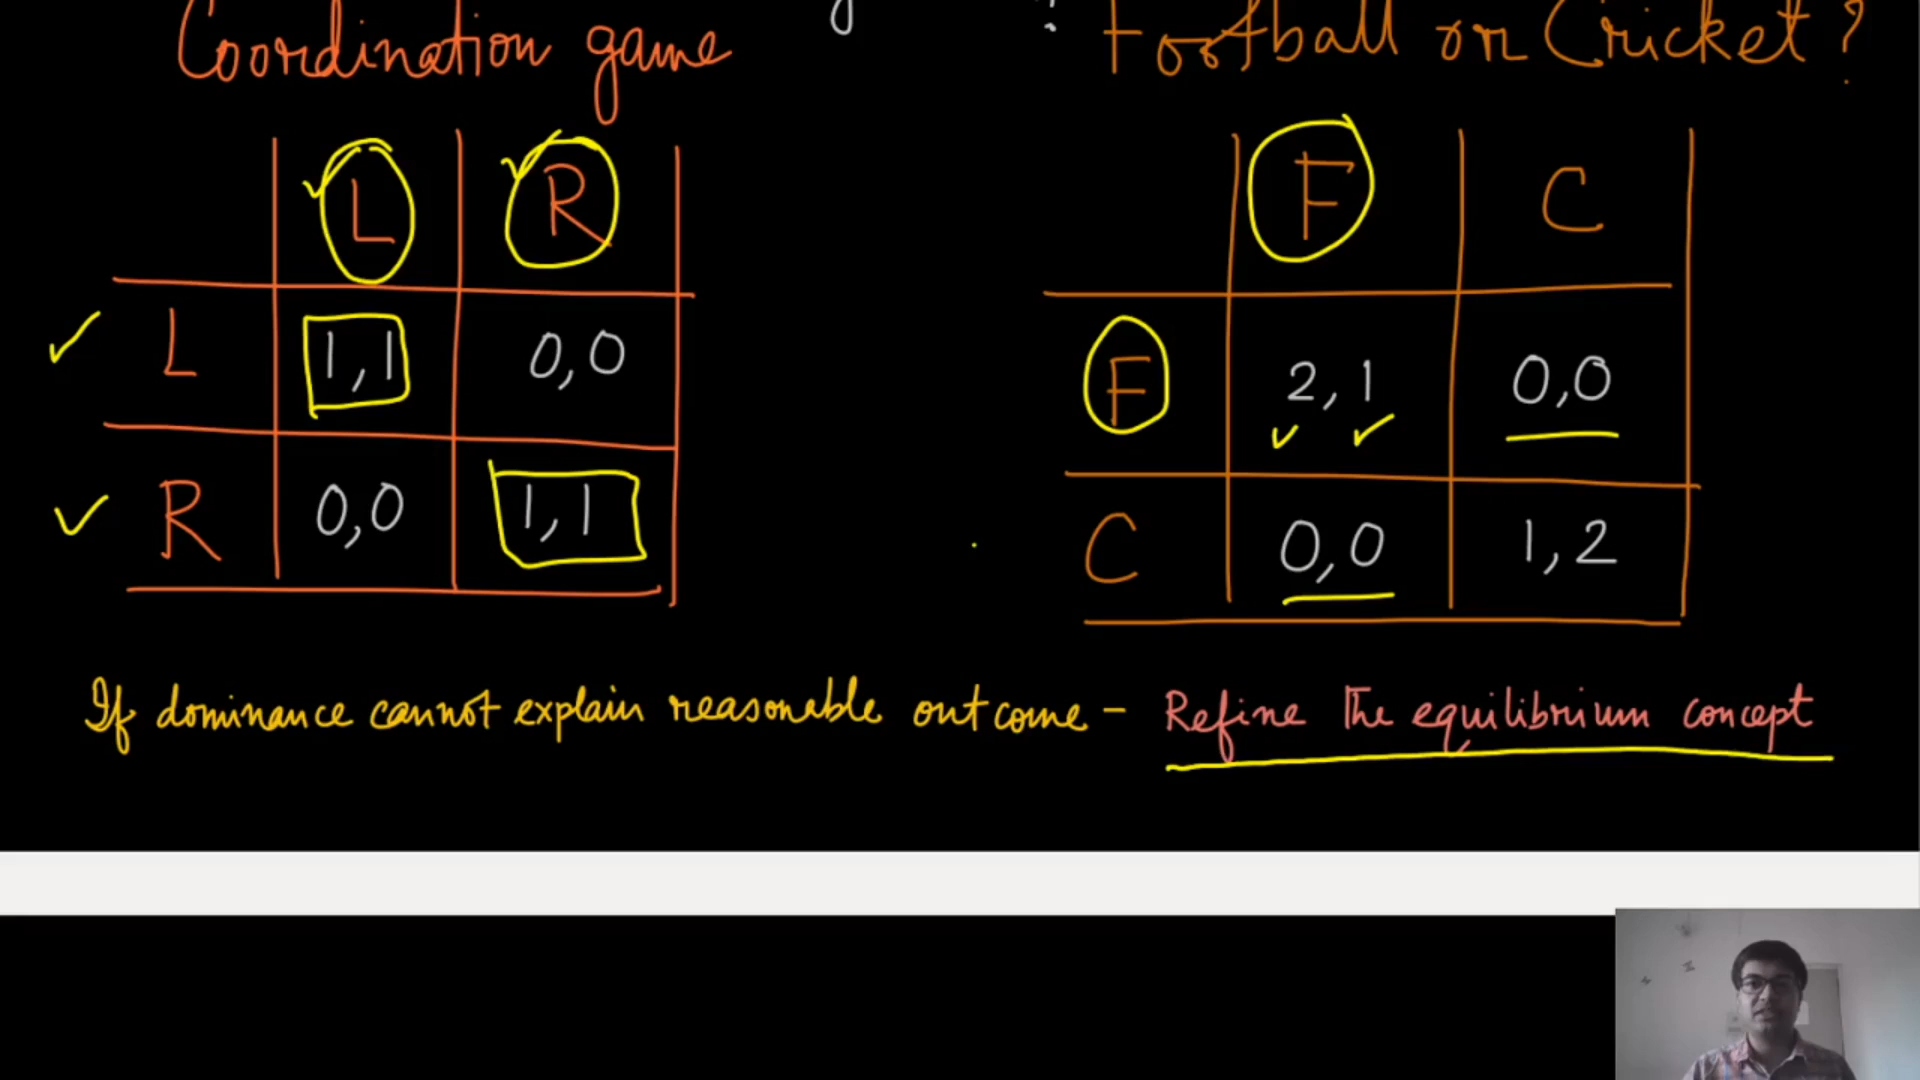 Coordination game
Football or Cricket?
L R
L 1,1 0,0
R 0,0 1,1
F C
F 2,1 0,0
C 0,0 1,2
If dominance cannot explain reasonable outcome - Refine the equilibrium concept